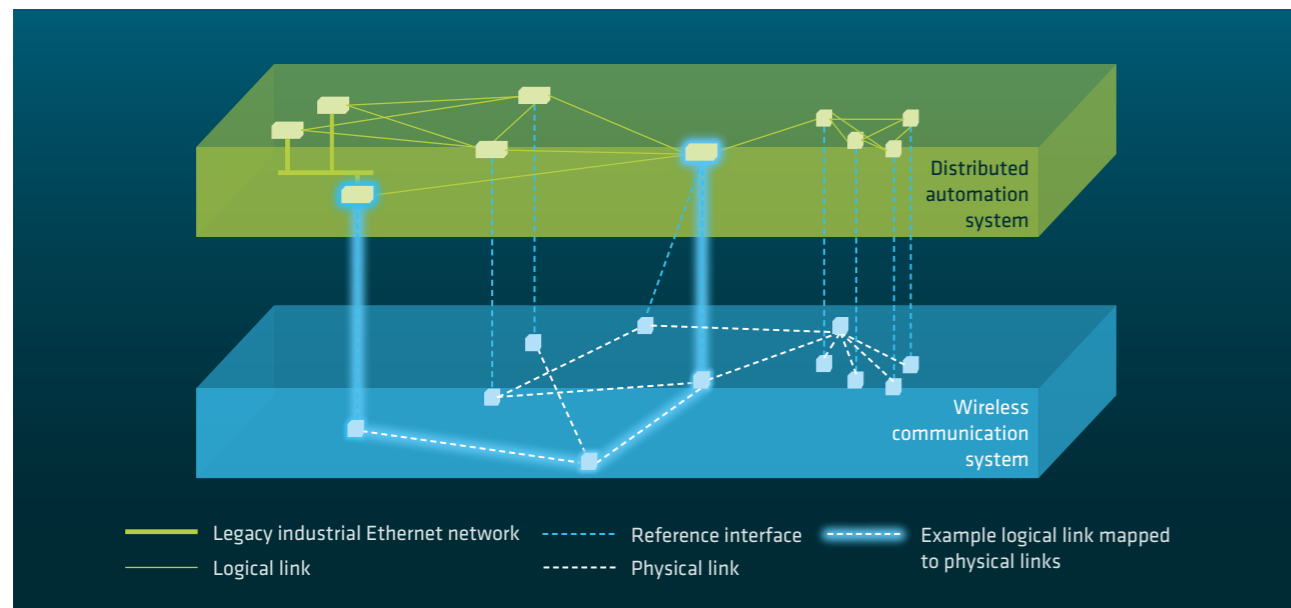 Distributed
automation
system
Wireless
communication
system
Legacy industrial Ethernet network
Logical link
Reference interface
Physical link
Example logical link mapped
to physical links